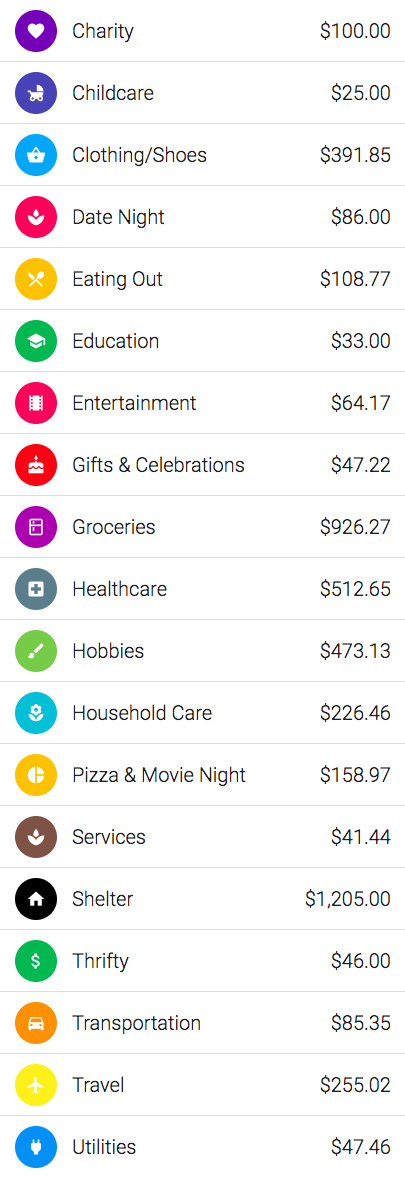 Charity $100.00
Childcare $25.00
Clothing/Shoes $391.85
Date Night $86.00
Eating Out $108.77
Education $33.00
Entertainment $64.17
Gifts & Celebrations $47.22
Groceries $926.27
Healthcare $512.65
Hobbies $473.13
Household Care $226.46
Pizza & Movie Night $158.97
Services $41.44
Shelter $1,205.00
$ Thrifty $46.00
Transportation $85.35
Travel $255.02
Utilities $47.46